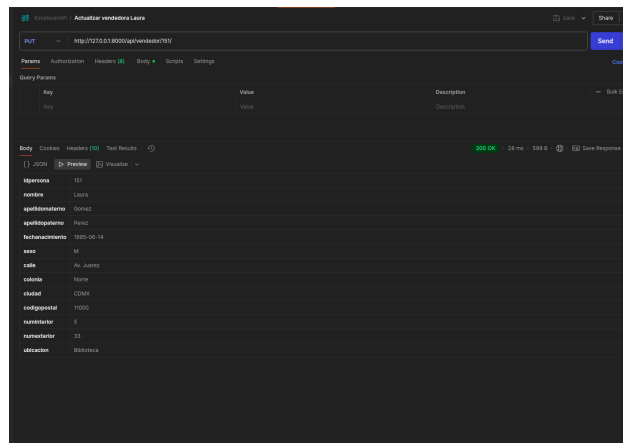 EscatovarAPI / Actualizar vendedora Laura Save Share
PUT http://127.0.0.1:8000/api/vendedor/151/ Send
Params Authorization Headers (8) Body Scripts Settings Coo
Query Params
Key Value Description Bulk E
Key Value Description
Body Cookies Headers (10) Test Results 200 OK 28 ms 599 B Save Response
{} JSON Preview Visualize
idpersona 151
nombre Laura
apellidomaterno Gomez
apellidopaterno Perez
fechanacimiento 1995-06-14
sexo M
calle Av. Juarez
colonia Norte
ciudad CDMX
codigopostal 11000
numinterior 5
numexterior 33
ubicacion Biblioteca